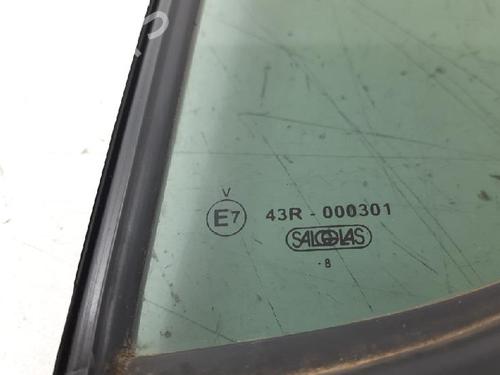 V
E7 43R - 000301
SALGLAS
.8